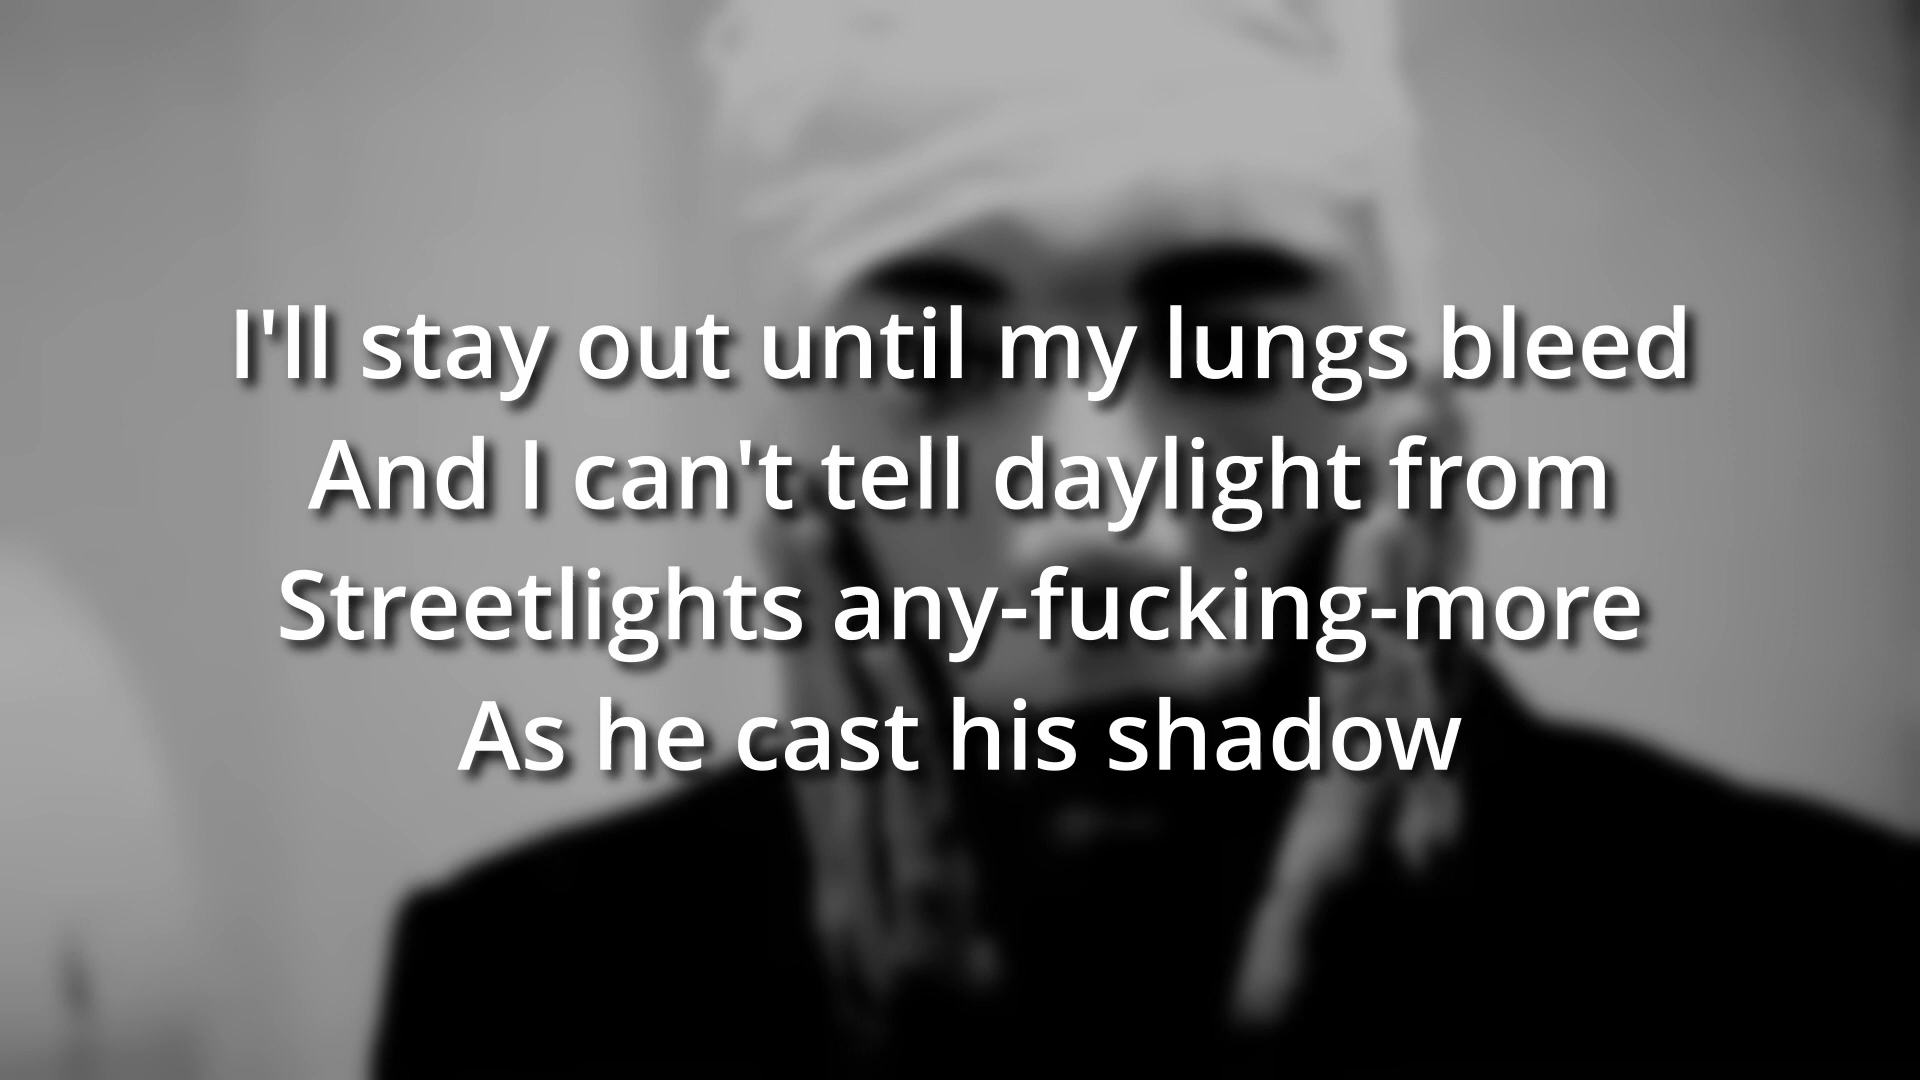 I'll stay out until my lungs bleed
And I can't tell daylight from
Streetlights any-fucking-more
As he cast his shadow